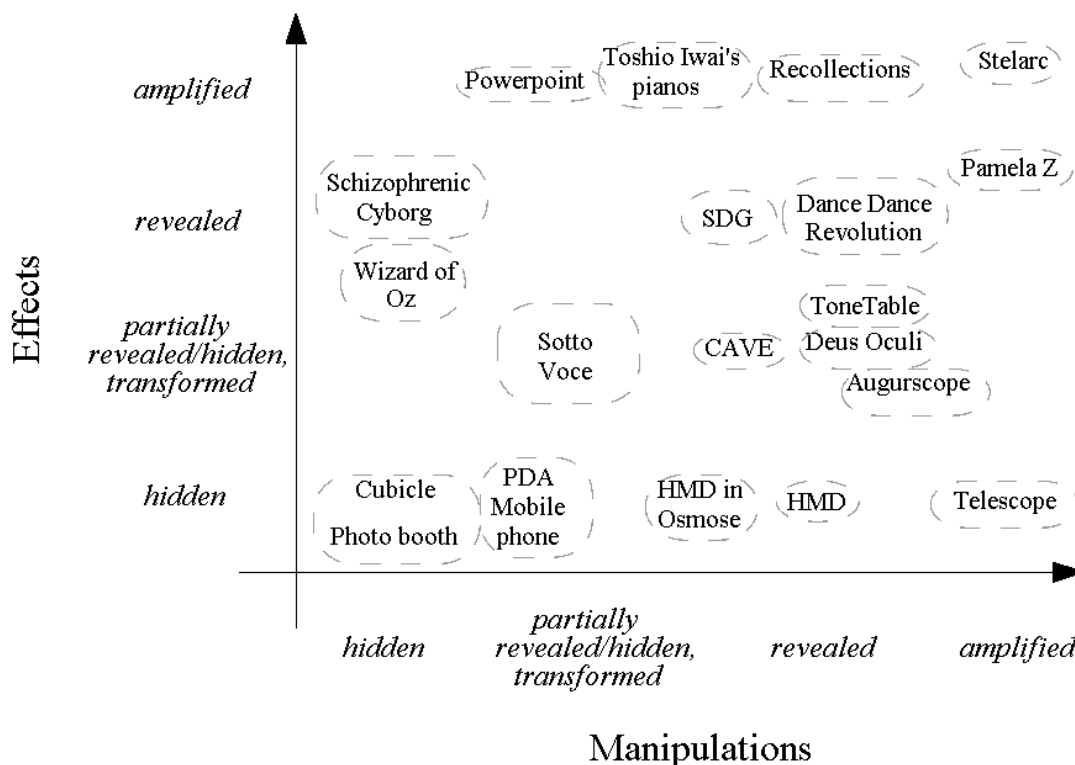 Effects
amplified
revealed
partially
revealed/hidden,
transformed
hidden
Powerpoint
Toshio Iwai's
pianos
Recollections
Stelarc
Schizophrenic
Cyborg
SDG
Dance Dance
Revolution
Pamela Z
Wizard of
Oz
Sotto
Voce
CAVE
ToneTable
Deus Oculi
Augurscope
Cubicle
Photo booth
PDA
Mobile
phone
HMD in
Osmose
HMD
Telescope
hidden
partially
revealed/hidden,
transformed
revealed
amplified
Manipulations